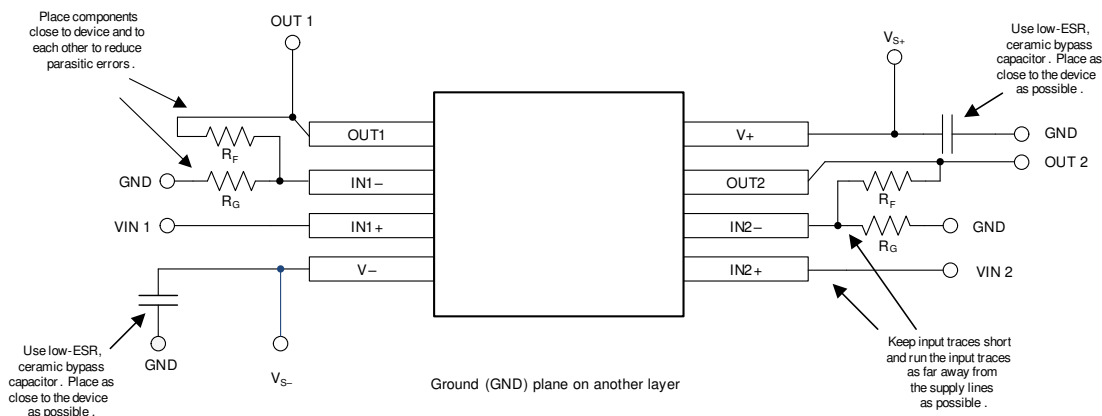 Place components
close to device and to
each other to reduce
parasitic errors .
OUT 1
VS+
Use low-ESR,
ceramic bypass
capacitor . Place as
close to the device
as possible .
OUT1
RF
GND
RG
IN1−
VIN 1
IN1+
V−
V+
GND
OUT 2
OUT2
RF
IN2−
RG
GND
IN2+
VIN 2
GND
VS−
Use low-ESR,
ceramic bypass
capacitor . Place as
close to the device
as possible .
Ground (GND) plane on another layer
Keep input traces short
and run the input traces
as far away from
the supply lines
as possible .